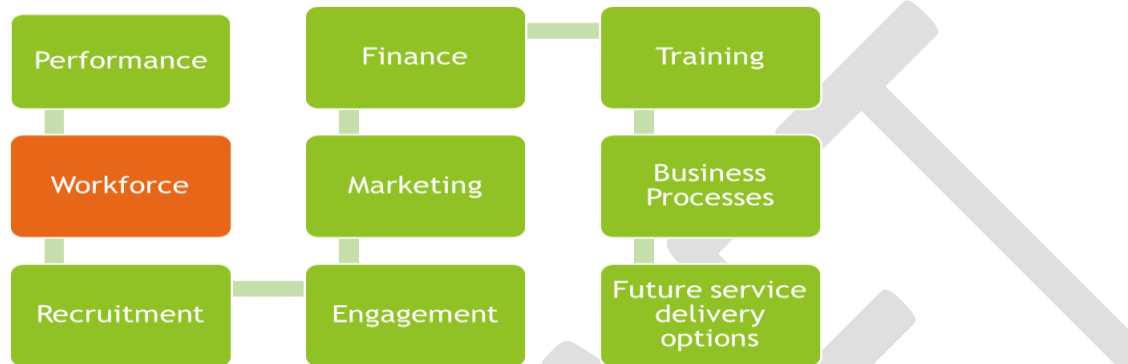 Performance
Workforce
Recruitment
Engagement
Marketing
Finance
Training
Business
Processes
Future service
delivery
options